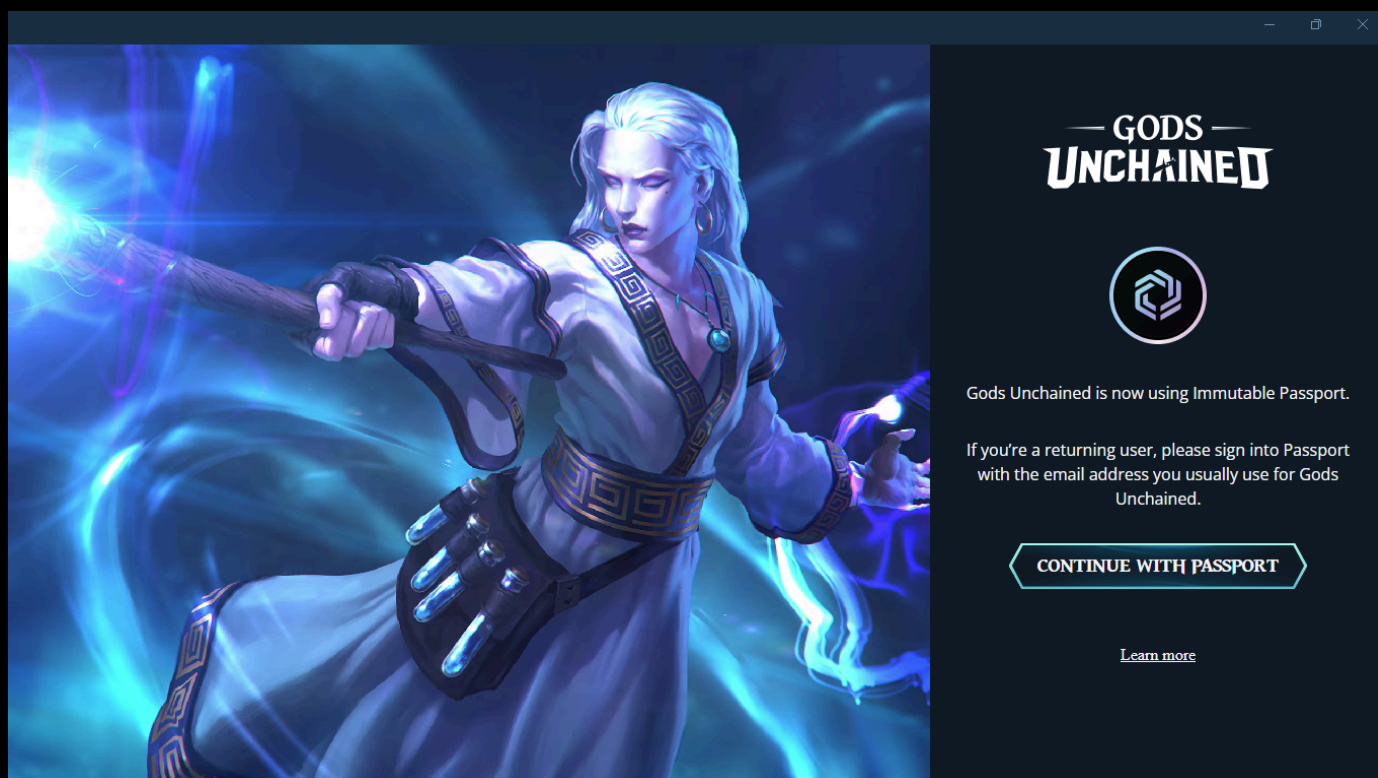 GODS
UNCHAINED
Gods Unchained is now using Immutable Passport.
If you’re a returning user, please sign into Passport
with the email address you usually use for Gods
Unchained.
CONTINUE WITH PASSPORT
Learn more